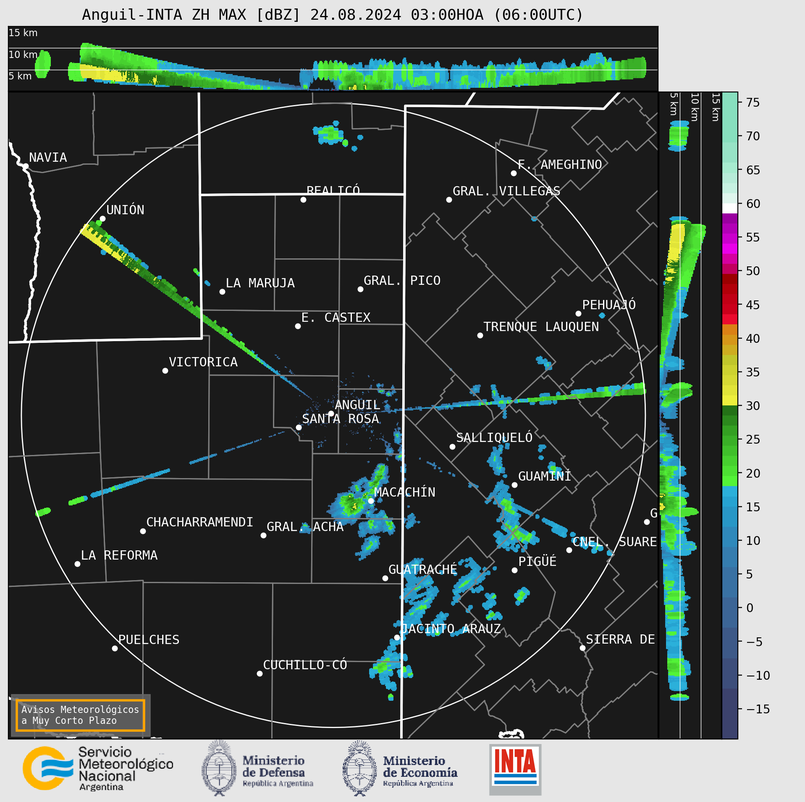 Anguil-INTA ZH MAX [dBZ] 24.08.2024 03:00HOA (06:00UTC)
15 km
10 km
5 km
5 km
10 km
15 km
75
70
65
60
55
50
45
40
35
30
25
20
15
10
5
0
−5
−10
−15
NAVIA
F. AMEGHINO
REALICÓ
GRAL. VILLEGAS
UNIÓN
LA MARUJA
GRAL. PICO
PEHUAJÓ
E. CASTEX
TRENQUE LAUQUEN
VICTORICA
ANGUIL
SANTA ROSA
SALLIQUELÓ
GUAMINÍ
MACACHÍN
G
CHACHARRAMENDI
GRAL. ACHA
CNEL. SUARE
LA REFORMA
PIGÜÉ
GUATRACHÉ
JACINTO ARAUZ
PUELCHES
SIERRA DE
CUCHILLO-CÓ
Avisos Meteorológicos
a Muy Corto Plazo
Servicio
Meteorológico
Nacional
Argentina
Ministerio
de Defensa
República Argentina
Ministerio
de Economía
República Argentina
INTA